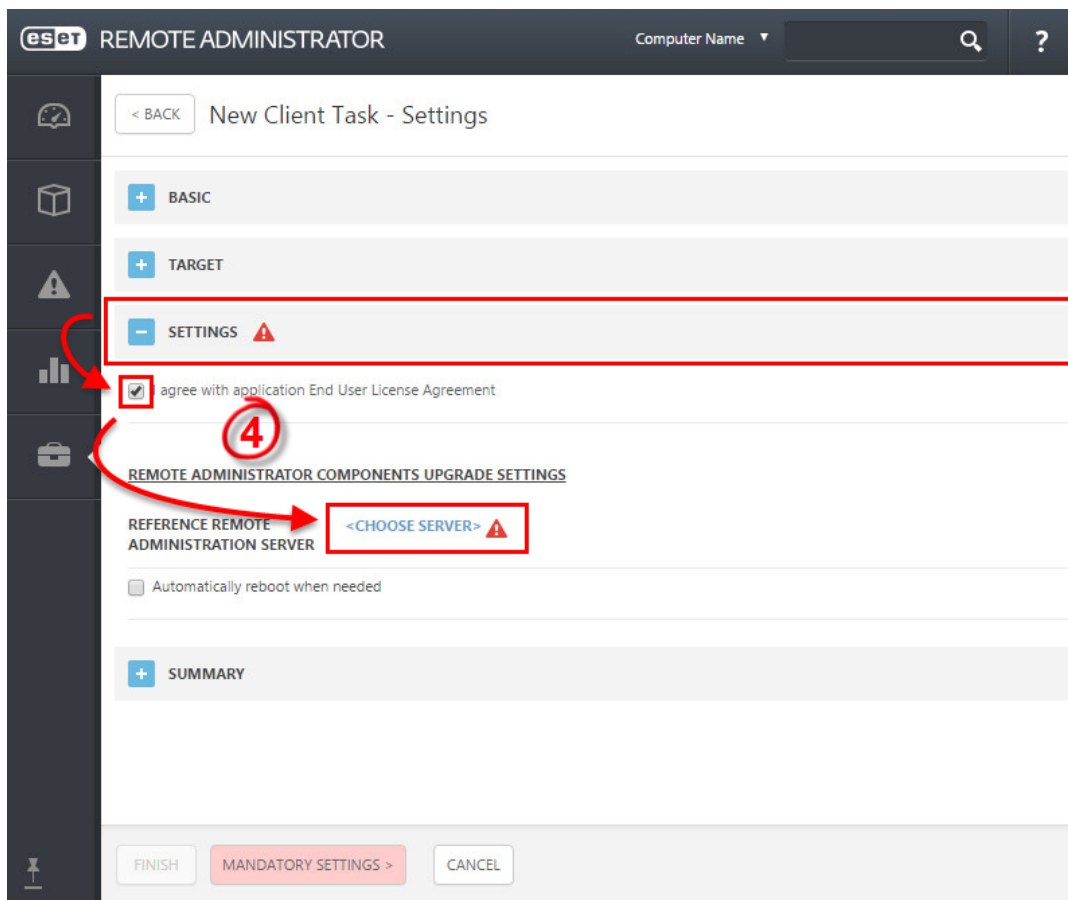 eset REMOTE ADMINISTRATOR Computer Name ▼ ?
< BACK New Client Task - Settings
+ BASIC
+ TARGET
− SETTINGS
I agree with application End User License Agreement
4
REMOTE ADMINISTRATOR COMPONENTS UPGRADE SETTINGS
REFERENCE REMOTE <CHOOSE SERVER>
ADMINISTRATION SERVER
Automatically reboot when needed
+ SUMMARY
FINISH MANDATORY SETTINGS > CANCEL